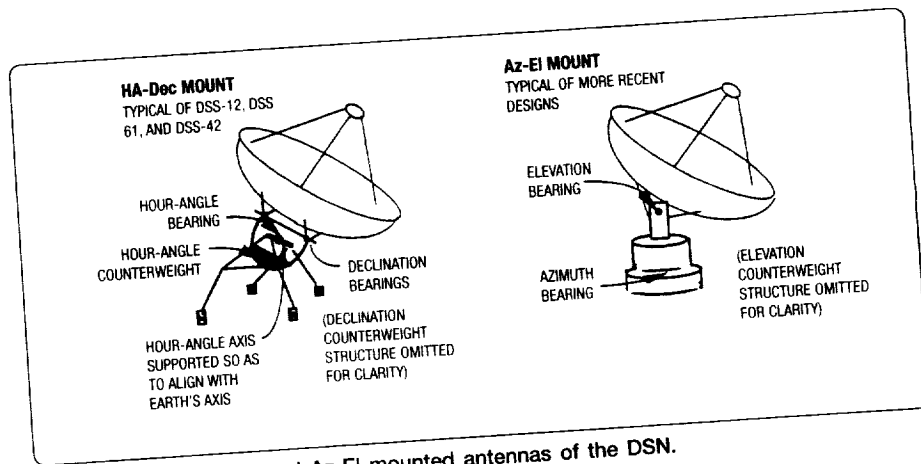 HA-Dec MOUNT
TYPICAL OF DSS-12, DSS
61, AND DSS-42
HOUR-ANGLE
BEARING
HOUR-ANGLE
COUNTERWEIGHT
DECLINATION
BEARINGS
HOUR-ANGLE AXIS
SUPPORTED SO AS
TO ALIGN WITH
EARTH'S AXIS
(DECLINATION
COUNTERWEIGHT
STRUCTURE OMITTED
FOR CLARITY)
Az-El MOUNT
TYPICAL OF MORE RECENT
DESIGNS
ELEVATION
BEARING
AZIMUTH
BEARING
(ELEVATION
COUNTERWEIGHT
STRUCTURE OMITTED
FOR CLARITY)
Az-El mounted antennas of the DSN.